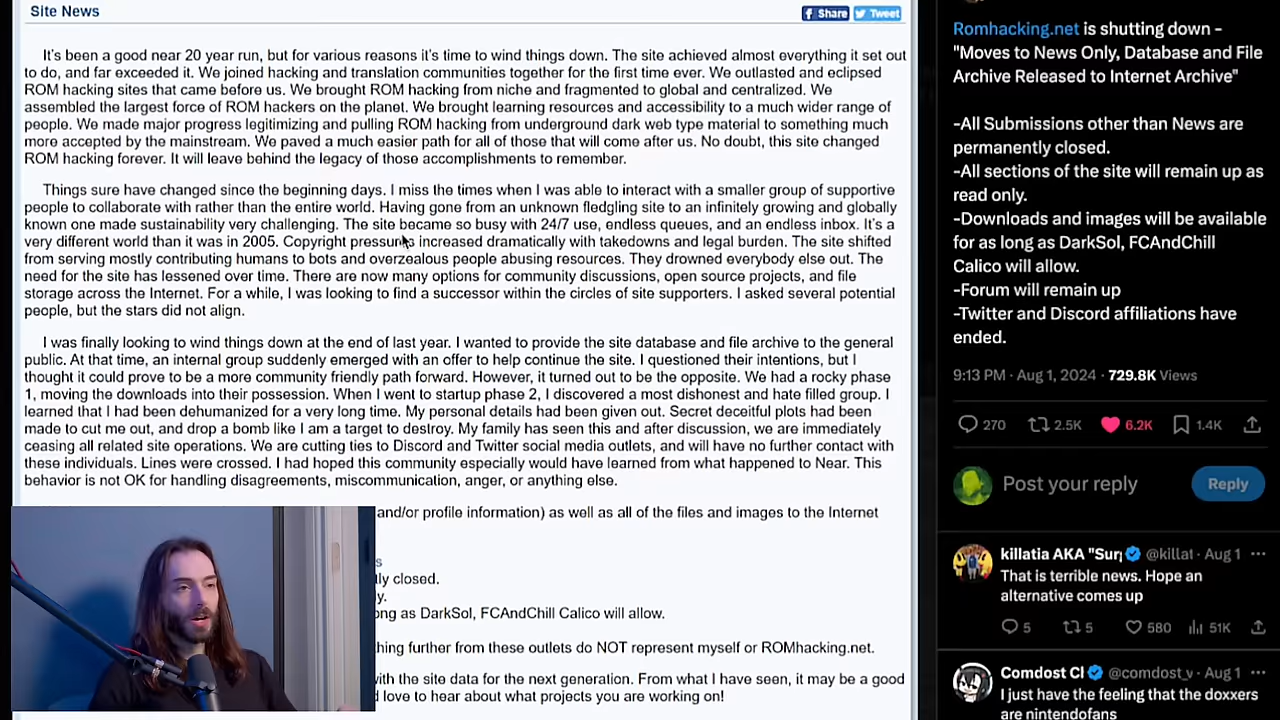 Site News
Share
Tweet
It's been a good near 20 year run, but for various reasons it's time to wind things down. The site achieved almost everything it set out
to do, and far exceeded it. We joined hacking and translation communities together for the first time ever. We outlasted and eclipsed
ROM hacking sites that came before us. We brought ROM hacking from niche and fragmented to global and centralized. We
assembled the largest force of ROM hackers on the planet. We brought learning resources and accessibility to a much wider range of
people. We made major progress legitimizing and pulling ROM hacking from underground dark web type material to something much
more accepted by the mainstream. We paved a much easier path for all of those that will come after us. No doubt, this site changed
ROM hacking forever. It will leave behind the legacy of those accomplishments to remember.
Things sure have changed since the beginning days. I miss the times when I was able to interact with a smaller group of supportive
people to collaborate with rather than the entire world. Having gone from an unknown fledgling site to an infinitely growing and globally
known one made sustainability very challenging. The site became so busy with 24/7 use, endless queues, and an endless inbox. It's a
very different world than it was in 2005. Copyright pressures increased dramatically with takedowns and legal burden. The site shifted
from serving mostly contributing humans to bots and overzealous people abusing resources. They drowned everybody else out. The
need for the site has lessened over time. There are now many options for community discussions, open source projects, and file
storage across the Internet. For a while, I was looking to find a successor within the circles of site supporters. I asked several potential
people, but the stars did not align.
I was finally looking to wind things down at the end of last year. I wanted to provide the site database and file archive to the general
public. At that time, an internal group suddenly emerged with an offer to help continue the site. I questioned their intentions, but I
thought it could prove to be a more community friendly path forward. However, it turned out to be the opposite. We had a rocky phase
1, moving the downloads into their possession. When I went to startup phase 2, I discovered a most dishonest and hate filled group. I
learned that I had been dehumanized for a very long time. My personal details had been given out. Secret deceitful plots had been
made to cut me out, and drop a bomb like I am a target to destroy. My family has seen this and after discussion, we are immediately
ceasing all related site operations. We are cutting ties to Discord and Twitter social media outlets, and will have no further contact with
these individuals. Lines were crossed. I had hoped this community especially would have learned from what happened to Near. This
behavior is not OK for handling disagreements, miscommunication, anger, or anything else.
and/or profile information) as well as all of the files and images to the Internet
s
tly closed.
y.
ong as DarkSol, FCAndChill Calico will allow.
thing further from these outlets do NOT represent myself or ROMhacking.net.
with the site data for the next generation. From what I have seen, it may be a good
d love to hear about what projects you are working on!
Romhacking.net is shutting down -
"Moves to News Only, Database and File
Archive Released to Internet Archive"
-All Submissions other than News are
permanently closed.
-All sections of the site will remain up as
read only.
-Downloads and images will be available
for as long as DarkSol, FCAndChill
Calico will allow.
-Forum will remain up
-Twitter and Discord affiliations have
ended.
9:13 PM · Aug 1, 2024 · 729.8K Views
270 2.5K 6.2K 1.4K
Post your reply
Reply
killatia AKA "Sur @killat · Aug 1 ···
That is terrible news. Hope an
alternative comes up
5 5 580 51K
Comdost Cl @comdost_v · Aug 1 ···
I just have the feeling that the doxxers
are nintendofans